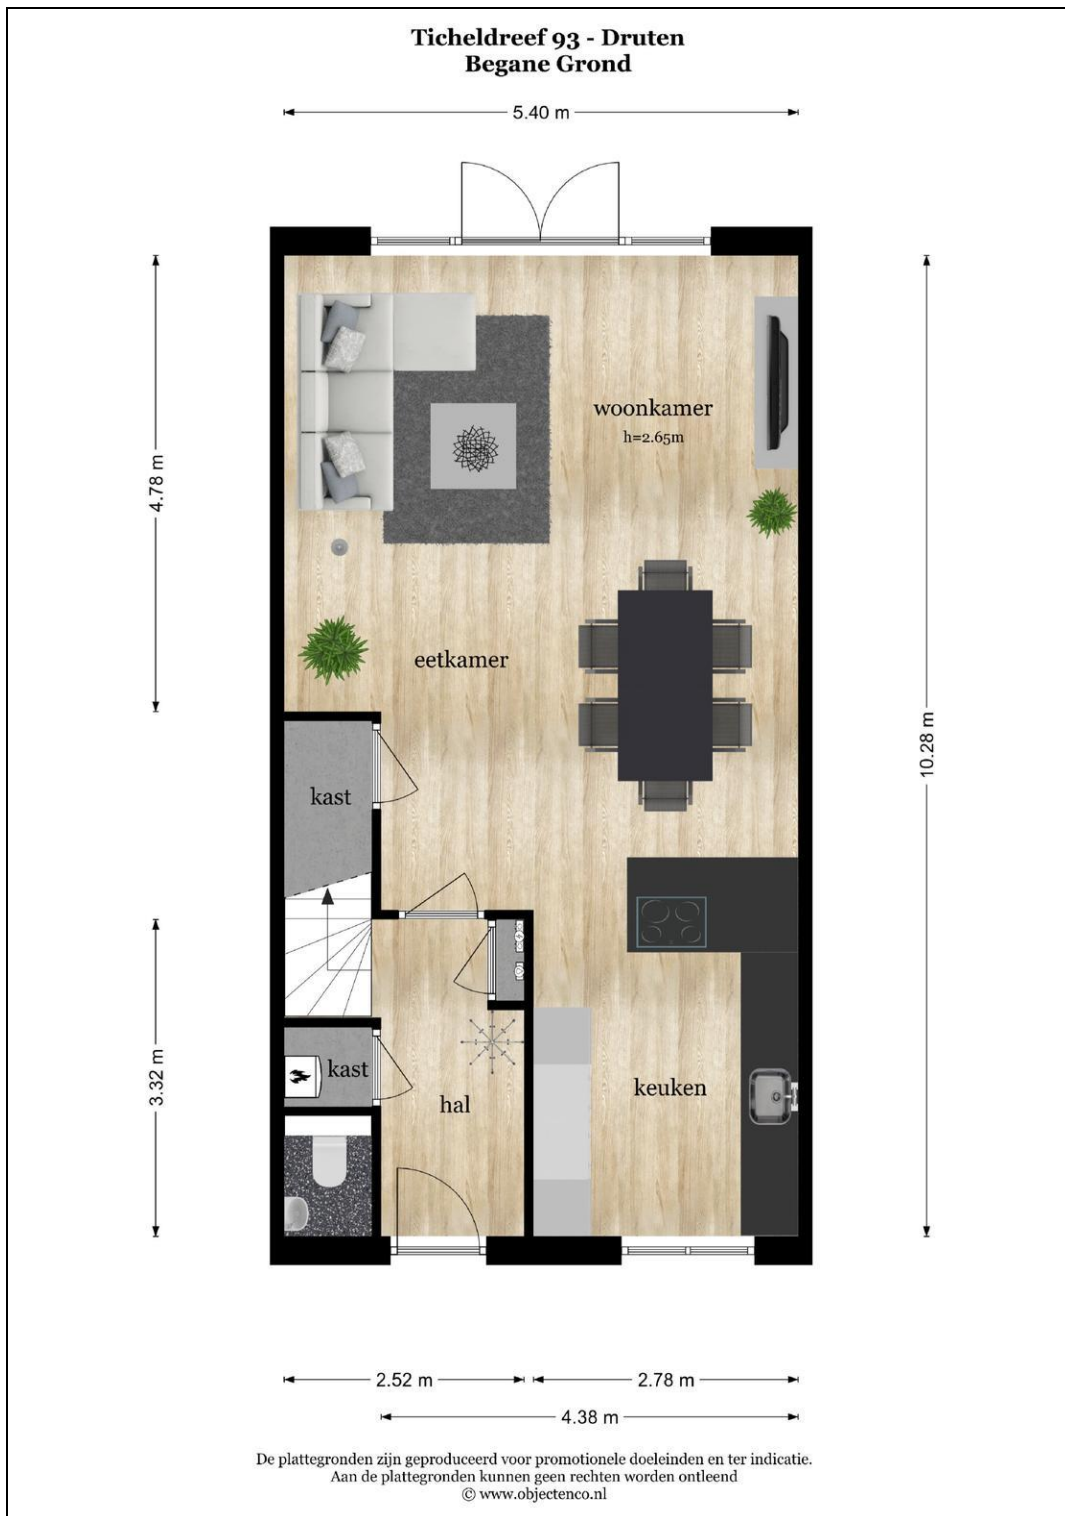 Ticheldreef 93 - Druten
Begane Grond
5.40 m
woonkamer
h=2.65m
4.78 m
eetkamer
10.28 m
kast
3.32 m
kast
keuken
hal
2.52 m
2.78 m
4.38 m
De plattegronden zijn geproduceerd voor promotionele doeleinden en ter indicatie.
Aan de plattegronden kunnen geen rechten worden ontleend
© www.objectenco.nl